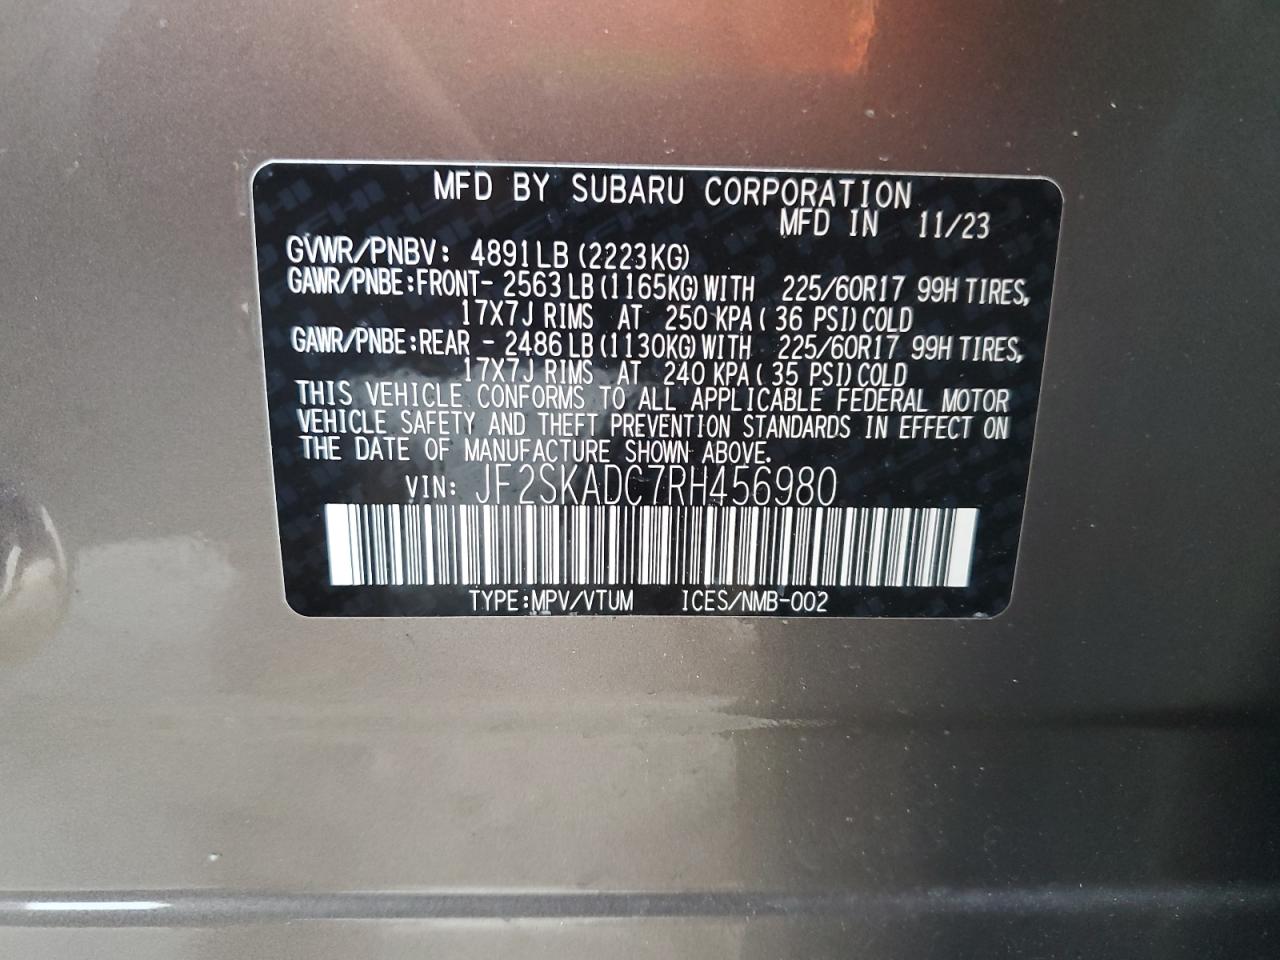 MFD BY SUBARU CORPORATION
MFD IN 11/23
GVWR/PNBV: 4891LB (2223KG)
GAWR/PNBE:FRONT- 2563LB(1165KG)WITH 225/60R17 99H TIRES,
17X7J RIMS AT 250 KPA( 36 PSI)COLD
GAWR/PNBE:REAR - 2486LB(1130KG)WITH 225/60R17 99H TIRES,
17X7J RIMS AT 240 KPA( 35 PSI)COLD
THIS VEHICLE CONFORMS TO ALL APPLICABLE FEDERAL MOTOR
VEHICLE SAFETY AND THEFT PREVENTION STANDARDS IN EFFECT ON
THE DATE OF MANUFACTURE SHOWN ABOVE.
VIN: JF2SKADC7RH456980
TYPE:MPV/VTUM ICES/NMB-002